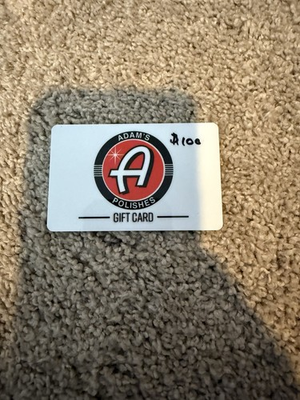 ADAM'S
$100
A
POLISHES
GIFT CARD